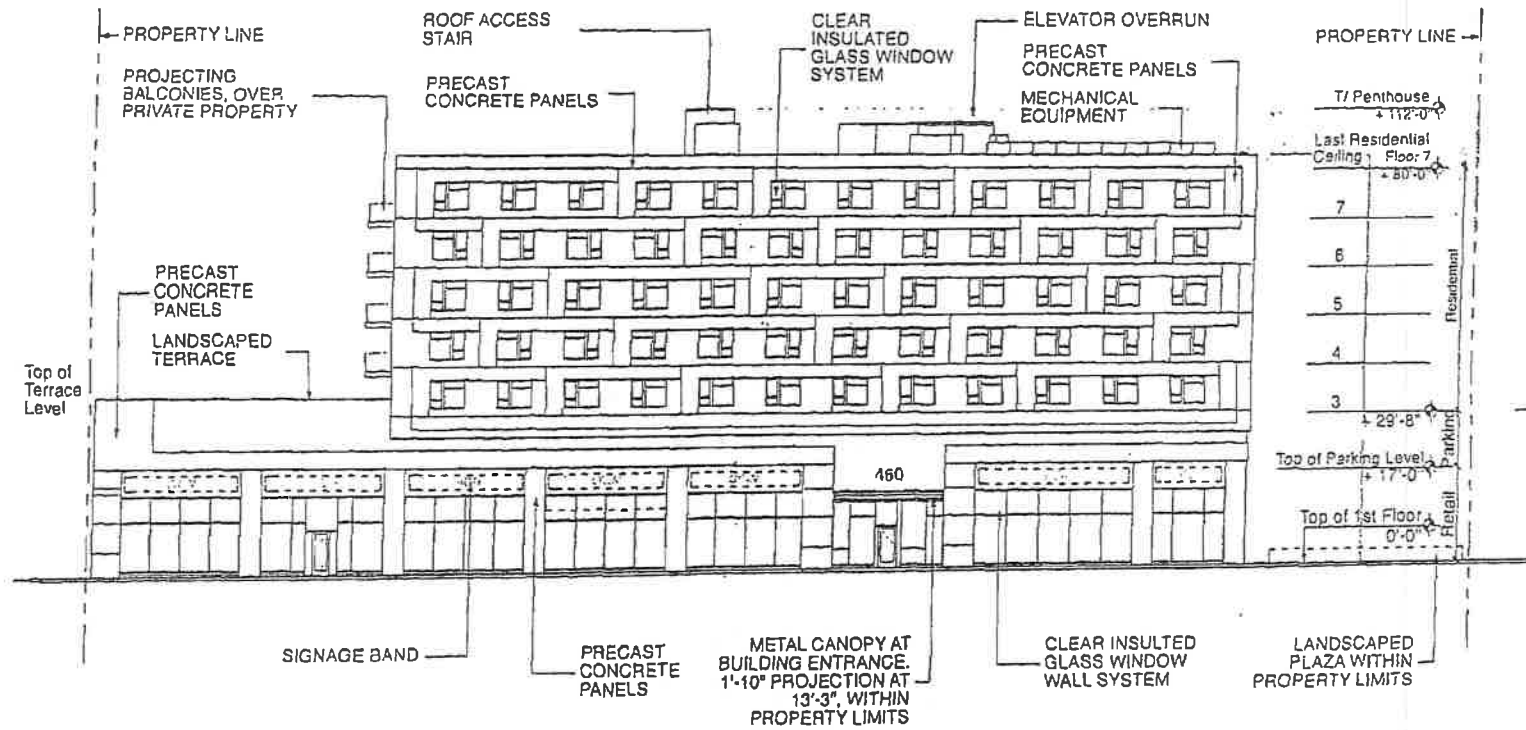 PROPERTY LINE
ROOF ACCESS
STAIR
CLEAR
INSULATED
GLASS WINDOW
SYSTEM
ELEVATOR OVERRUN
PROPERTY LINE
PROJECTING
BALCONIES, OVER
PRIVATE PROPERTY
PRECAST
CONCRETE PANELS
PRECAST
CONCRETE PANELS
MECHANICAL
EQUIPMENT
T/ Penthouse
+ 112'-0"
Last Residential
Ceiling Floor 7
+ 80'-0"
7
6
5
4
3
Residential
PRECAST
CONCRETE
PANELS
LANDSCAPED
TERRACE
Top of
Terrace
Level
+ 29'-8"
Parking
Top of Parking Level
+ 17'-0"
460
Top of 1st Floor
0'-0"
Retail
SIGNAGE BAND
PRECAST
CONCRETE
PANELS
METAL CANOPY AT
BUILDING ENTRANCE.
1'-10" PROJECTION AT
13'-3", WITHIN
PROPERTY LIMITS
CLEAR INSULTED
GLASS WINDOW
WALL SYSTEM
LANDSCAPED
PLAZA WITHIN
PROPERTY LIMITS